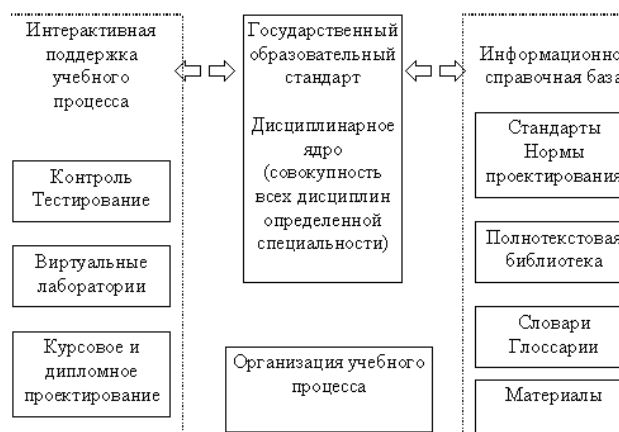 Интерактивная
поддержка
учебного
процесса
Контроль
Тестирование
Виртуальные
лаборатории
Курсовое и
дипломное
проектирование
Государственный
образовательный
стандарт
Дисциплинарное
ядро
(совокупность
всех дисциплин
определенной
специальности)
Организация учебного
процесса
Информационно
справочная база
Стандарты
Нормы
проектирования
Полнотекстовая
библиотека
Словари
Глоссарии
Материалы